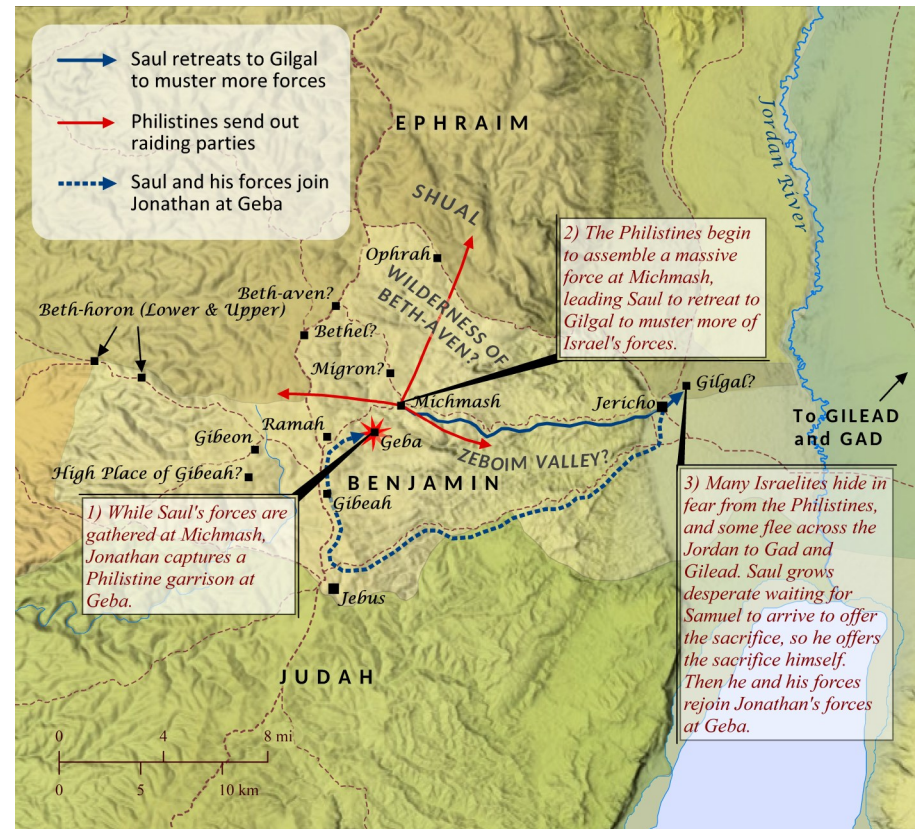 Saul retreats to Gilgal
to muster more forces
Philistines send out
raiding parties
Saul and his forces join
Jonathan at Geba
EPHRAIM
Jordan River
SHUAL
2) The Philistines begin
to assemble a massive
force at Michmash,
leading Saul to retreat to
Gilgal to muster more of
Israel's forces.
Ophrah
WILDERNESS OF
BETH-AVEN?
Beth-aven?
Beth-horon (Lower & Upper)
Bethel?
Migron?
Michmash
Gilgal?
Jericho
To GILEAD
and GAD
Ramah
Geba
Gibeon
ZEBOIM VALLEY?
High Place of Gibeah?
BENJAMIN
Gibeah
1) While Saul's forces are
gathered at Michmash,
Jonathan captures a
Philistine garrison at
Geba.
3) Many Israelites hide in
fear from the Philistines,
and some flee across the
Jordan to Gad and
Gilead. Saul grows
desperate waiting for
Samuel to arrive to offer
the sacrifice, so he offers
the sacrifice himself.
Then he and his forces
rejoin Jonathan's forces
at Geba.
Jebus
JUDAH
0 4 8 mi
0 5 10 km